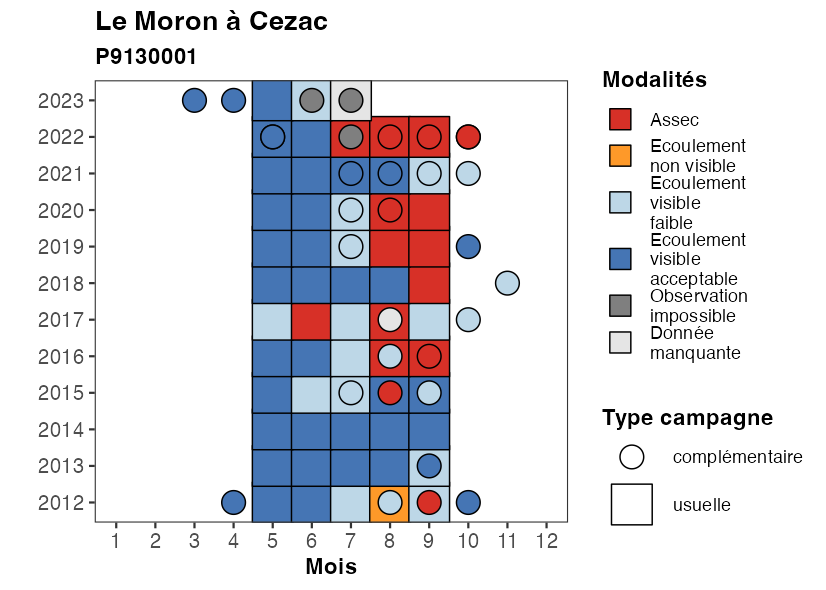 Le Moron à Cezac
P9130001
2023
2022
2021
2020
2019
2018
2017
2016
2015
2014
2013
2012
1 2 3 4 5 6 7 8 9 10 11 12
Mois
Modalités
Assec
Ecoulement
non visible
Ecoulement
visible
faible
Ecoulement
visible
acceptable
Observation
impossible
Donnée
manquante
Type campagne
complémentaire
usuelle